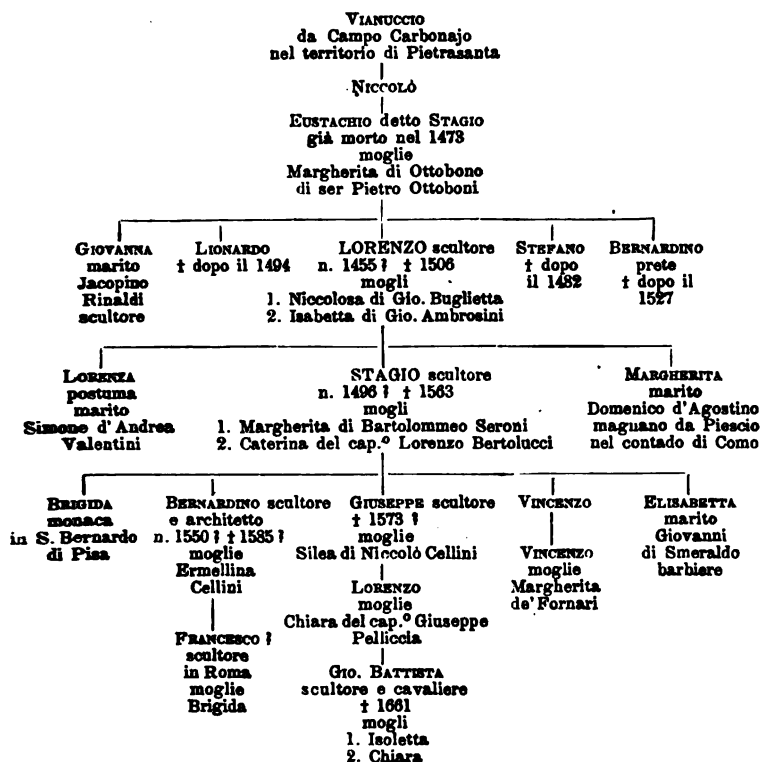 VIANUCCIO
da Campo Carbonajo
nel territorio di Pietrasanta
NICCOLÒ
EUSTACHIO detto STAGIO
già morto nel 1473
moglie
Margherita di Ottobono
di ser Pietro Ottoboni
GIOVANNA
marito
Jacopino
Rinaldi
scultore
LIONARDO
† dopo il 1494
LORENZO scultore
n. 1455? † 1506
mogli
1. Niccolosa di Gio. Buglietta
2. Isabetta di Gio. Ambrosini
STEFANO
† dopo
il 1482
BERNARDINO
prete
† dopo il
1527
LORENZA
postuma
marito
Simone d'Andrea
Valentini
STAGIO scultore
n. 1496? † 1563
mogli
1. Margherita di Bartolommeo Seroni
2. Caterina del cap.º Lorenzo Bertolucci
MARGHERITA
marito
Domenico d'Agostino
magnano da Piescio
nel contado di Como
BRIGIDA
monaca
in S. Bernardo
di Pisa
BERNARDINO scultore
e architetto
n. 1550? † 1585?
moglie
Ermellina
Cellini
FRANCESCO?
scultore
in Roma
moglie
Brigida
GIUSEPPE scultore
† 1573?
moglie
Silea di Niccolò Cellini
LORENZO
moglie
Chiara del cap.º Giuseppe
Pelliccia
GIO. BATTISTA
scultore e cavaliere
† 1661
mogli
1. Isoletta
2. Chiara
VINCENZO
VINCENZO
moglie
Margherita
de' Fornari
ELISABETTA
marito
Giovanni
di Smeraldo
barbiere